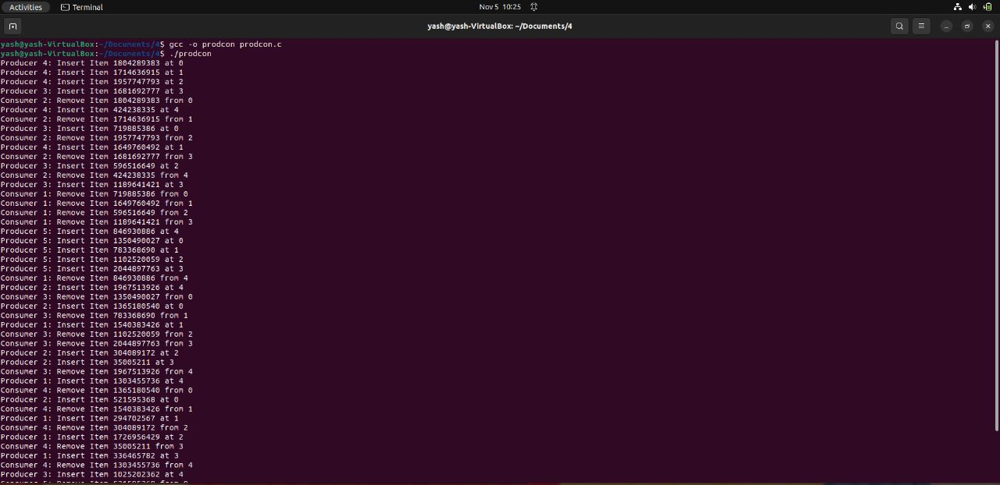 Activities Terminal Nov 5 10:25
yash@yash-VirtualBox: ~/Documents/4
yash@yash-VirtualBox:~/Documents/4$ gcc -o prodcon prodcon.c
yash@yash-VirtualBox:~/Documents/4$ ./prodcon
Producer 4: Insert Item 1804289383 at 0
Producer 4: Insert Item 1714636915 at 1
Producer 4: Insert Item 1957747793 at 2
Producer 3: Insert Item 1681692777 at 3
Consumer 2: Remove Item 1804289383 from 0
Producer 4: Insert Item 424238335 at 4
Consumer 2: Remove Item 1714636915 from 1
Producer 3: Insert Item 719885386 at 0
Consumer 2: Remove Item 1957747793 from 2
Producer 4: Insert Item 1649760492 at 1
Consumer 2: Remove Item 1681692777 from 3
Producer 3: Insert Item 596516649 at 2
Consumer 2: Remove Item 424238335 from 4
Producer 3: Insert Item 1189641421 at 3
Consumer 1: Remove Item 719885386 from 0
Consumer 1: Remove Item 1649760492 from 1
Consumer 1: Remove Item 596516649 from 2
Consumer 1: Remove Item 1189641421 from 3
Producer 5: Insert Item 846930886 at 4
Producer 5: Insert Item 1350490027 at 0
Producer 5: Insert Item 783368690 at 1
Producer 5: Insert Item 1102520059 at 2
Producer 5: Insert Item 2044897763 at 3
Consumer 1: Remove Item 846930886 from 4
Producer 2: Insert Item 1967513926 at 4
Consumer 3: Remove Item 1350490027 from 0
Producer 2: Insert Item 1365180540 at 0
Consumer 3: Remove Item 783368690 from 1
Producer 1: Insert Item 1540383426 at 1
Consumer 3: Remove Item 1102520059 from 2
Consumer 3: Remove Item 2044897763 from 3
Producer 2: Insert Item 304089172 at 2
Producer 2: Insert Item 35005211 at 3
Consumer 3: Remove Item 1967513926 from 4
Producer 1: Insert Item 1303455736 at 4
Consumer 4: Remove Item 1365180540 from 0
Producer 2: Insert Item 521595368 at 0
Consumer 4: Remove Item 1540383426 from 1
Producer 1: Insert Item 294702567 at 1
Consumer 4: Remove Item 304089172 from 2
Producer 1: Insert Item 1726956429 at 2
Consumer 4: Remove Item 35005211 from 3
Producer 1: Insert Item 336465782 at 3
Consumer 4: Remove Item 1303455736 from 4
Producer 3: Insert Item 1025202362 at 4
Consumer 5: Remove Item 521595368 from 0